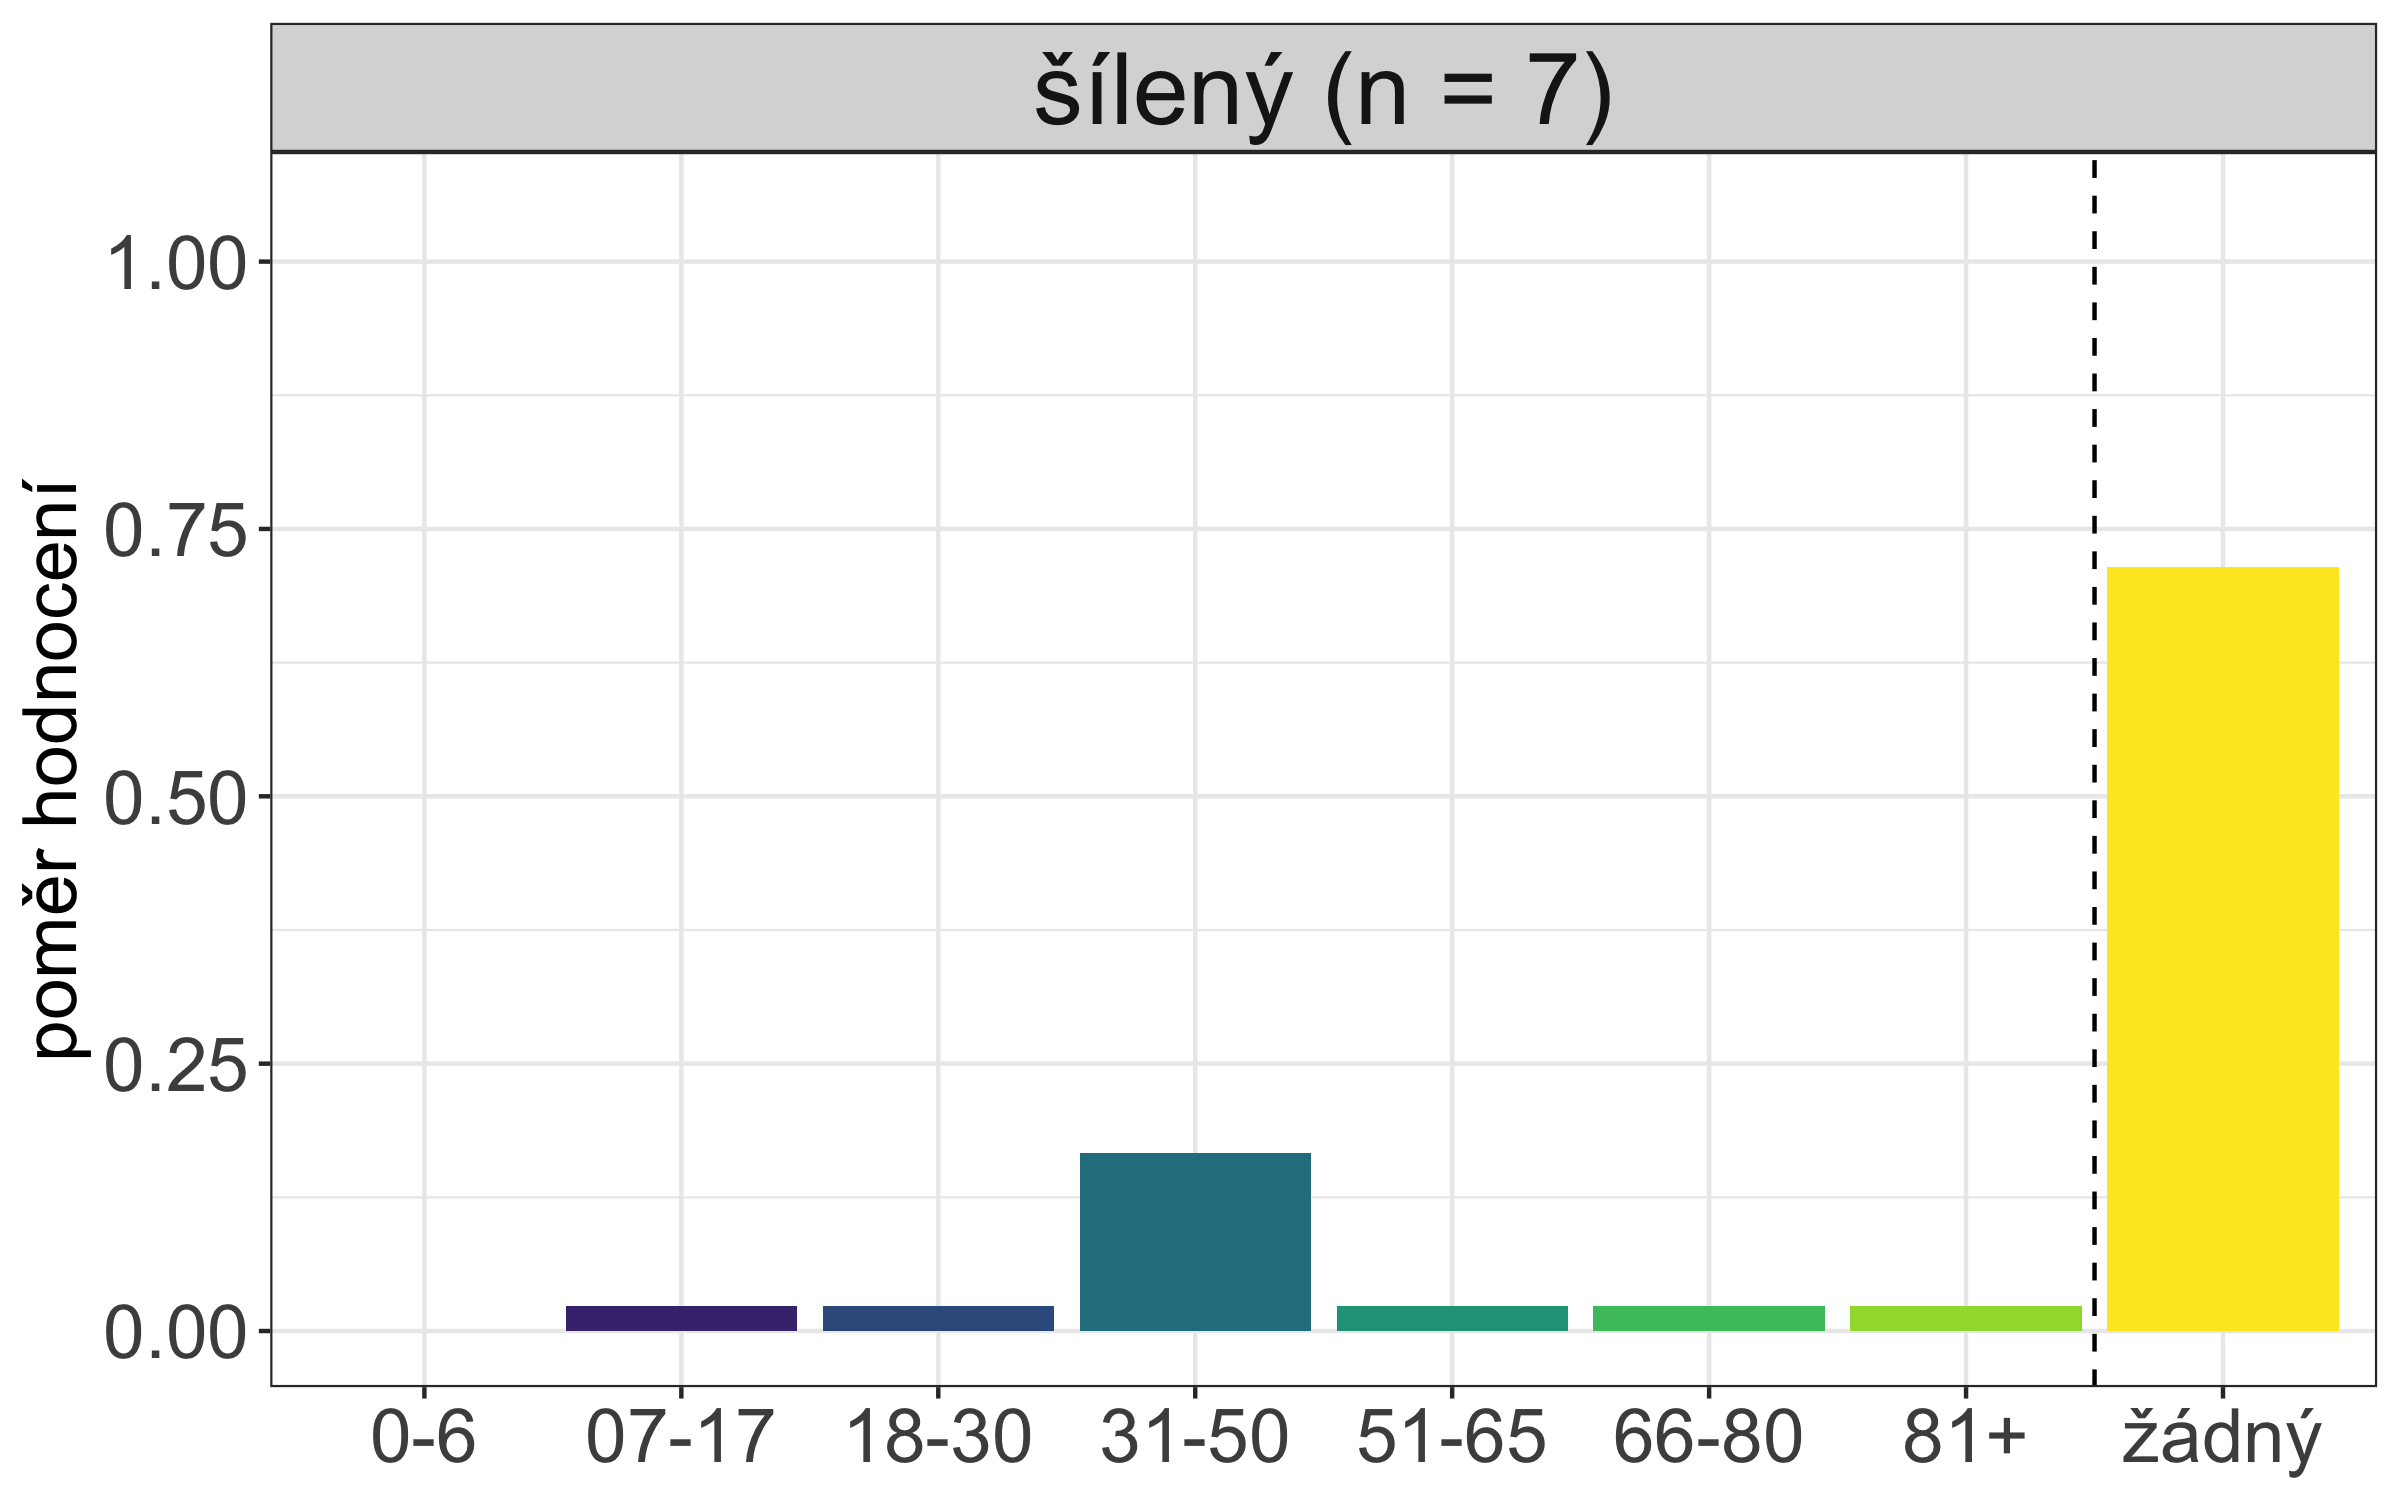 šílený (n = 7)
poměr hodnocení
1.00
0.75
0.50
0.25
0.00
0-6 07-17 18-30 31-50 51-65 66-80 81+ žádný